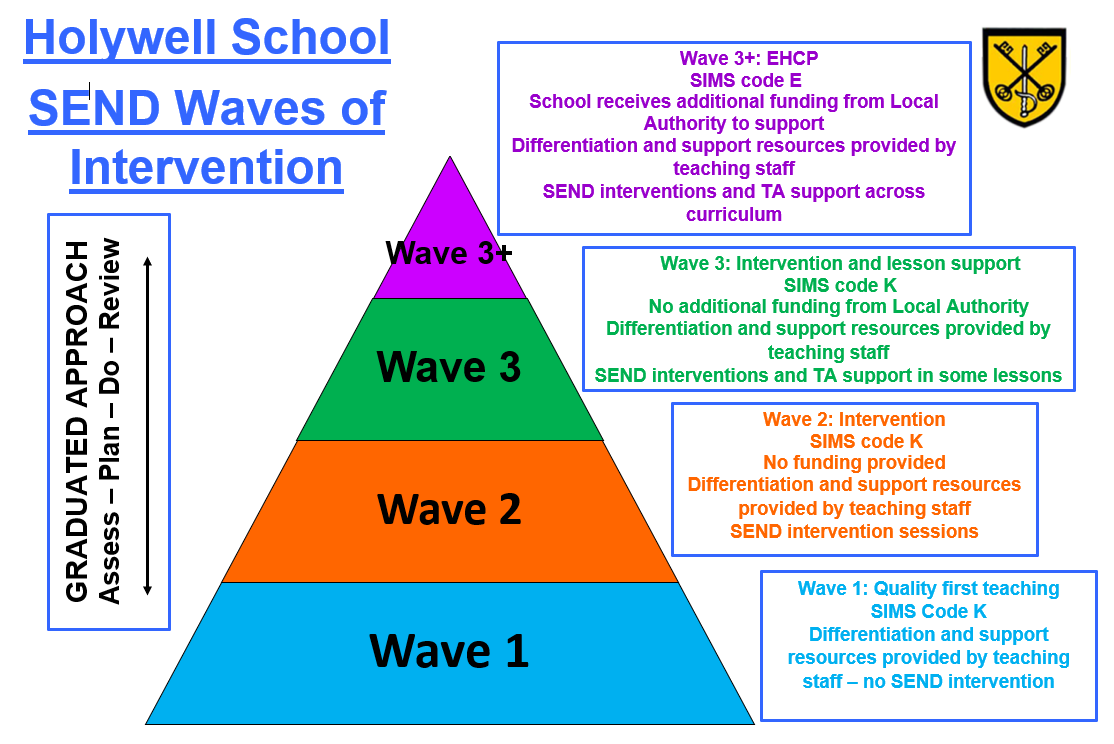 Holywell School
SEND Waves of
Intervention
Wave 3+: EHCP
SIMS code E
School receives additional funding from Local
Authority to support
Differentiation and support resources provided by
teaching staff
SEND interventions and TA support across
curriculum
GRADUATED APPROACH
Assess – Plan – Do – Review
Wave 3+
Wave 3: Intervention and lesson support
SIMS code K
No additional funding from Local Authority
Differentiation and support resources provided by
teaching staff
SEND interventions and TA support in some lessons
Wave 3
Wave 2: Intervention
SIMS code K
No funding provided
Differentiation and support resources
provided by teaching staff
SEND intervention sessions
Wave 2
Wave 1: Quality first teaching
SIMS Code K
Differentiation and support
resources provided by teaching
staff – no SEND intervention
Wave 1